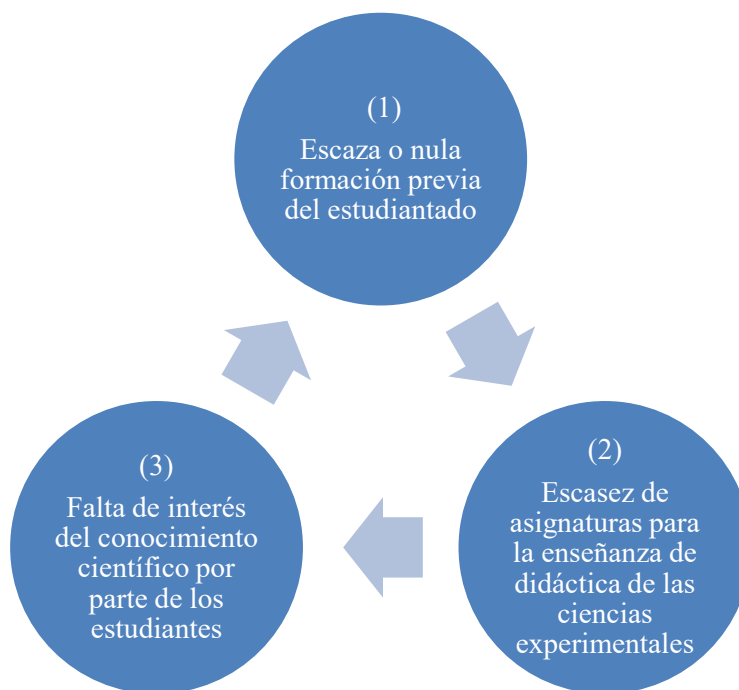 (1)
Escaza o nula
formación previa
del estudiantado
(2)
Escasez de
asignaturas para
la enseñanza de
didáctica de las
ciencias
experimentales
(3)
Falta de interés
del conocimiento
científico por
parte de los
estudiantes